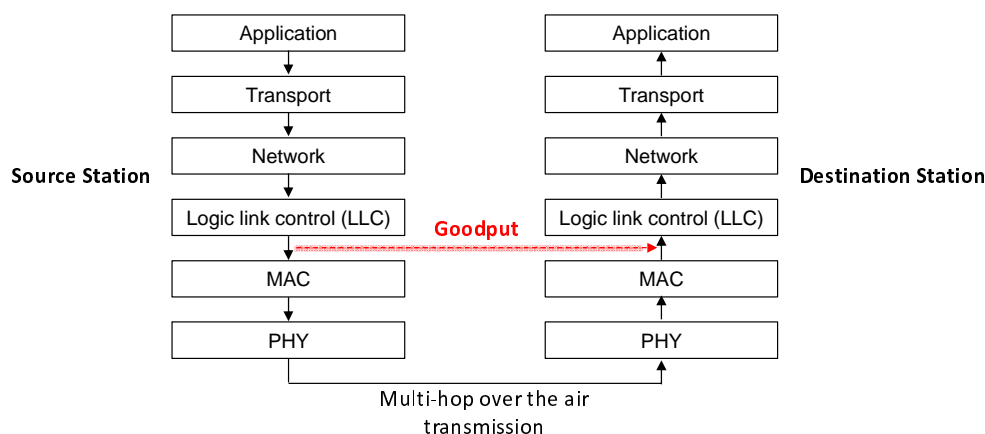 Application
Transport
Network
Logic link control (LLC)
MAC
PHY
Source Station
Goodput
Application
Transport
Network
Logic link control (LLC)
MAC
PHY
Destination Station
Multi-hop over the air
transmission